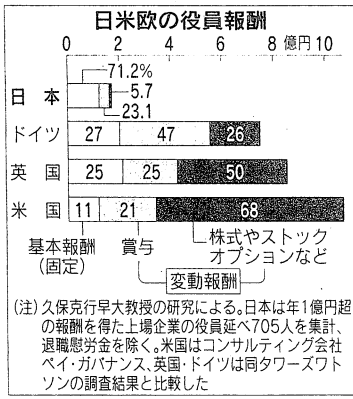 日米欧の役員報酬
0 2 4 6 8 億円 10
71.2%
5.7
23.1
日本
ドイツ 27 47 26
英国 25 25 50
米国 11 21 68
基本報酬
(固定)
賞与
株式やストック
オプションなど
変動報酬
(注)久保克行早大教授の研究による。日本は年1億円超
の報酬を得た上場企業の役員延べ705人を集計、
退職慰労金を除く。米国はコンサルティング会社
ペイ・ガバナンス、英国・ドイツは同タワーズワト
ソンの調査結果と比較した